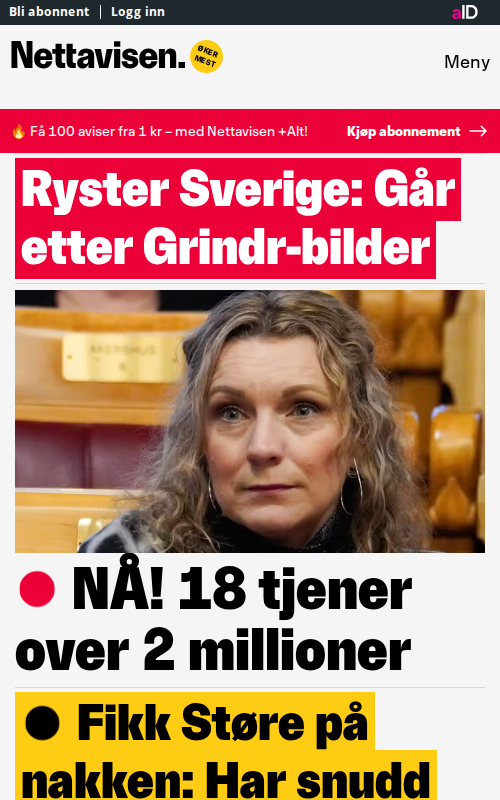 Bli abonnent
Logg inn
aID
Nettavisen.
ØKER
MEST
Meny
🔥 Få 100 aviser fra 1 kr – med Nettavisen +Alt!
Kjøp abonnement →
Ryster Sverige: Går
etter Grindr-bilder
AKERSHUS
6
NÅ! 18 tjener
over 2 millioner
Fikk Støre på
nakken: Har snudd